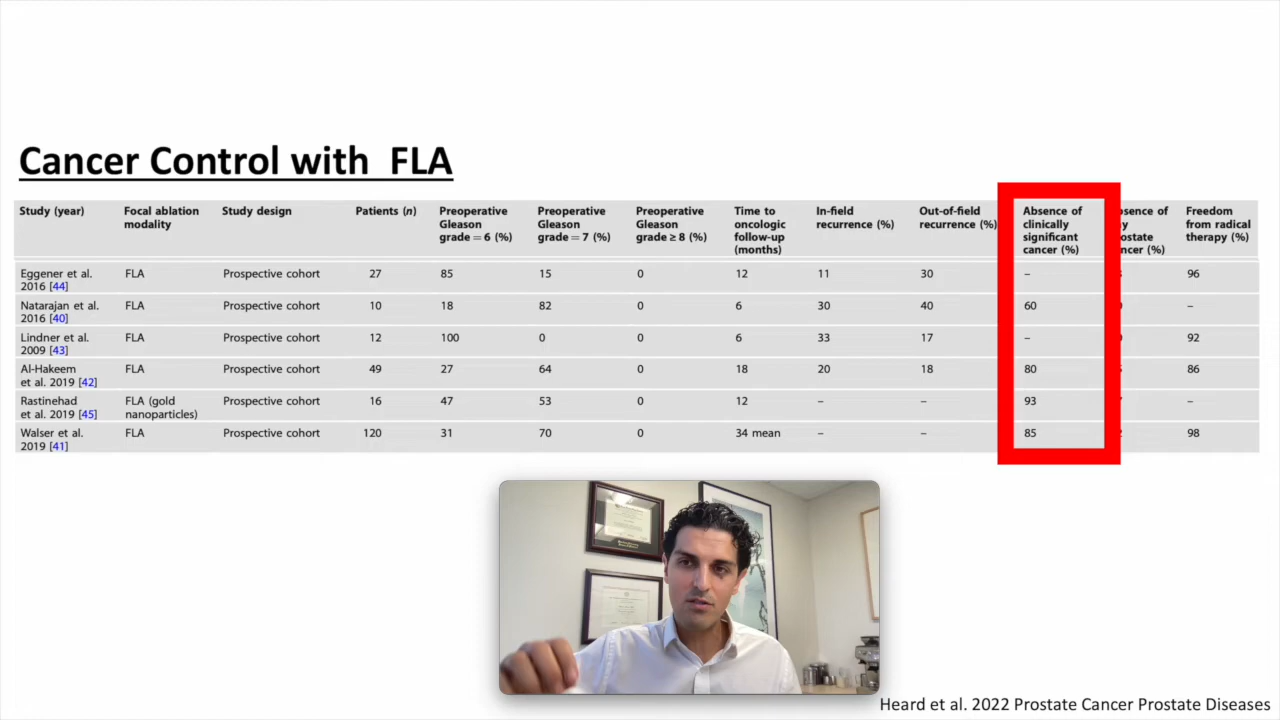 Cancer Control with FLA
Study (year) Focal ablation modality Study design Patients (n) Preoperative Gleason grade = 6 (%) Preoperative Gleason grade = 7 (%) Preoperative Gleason grade ≥ 8 (%) Time to oncologic follow-up (months) In-field recurrence (%) Out-of-field recurrence (%) Absence of clinically significant cancer (%) Freedom from radical therapy (%)
Eggener et al. 2016 [44] FLA Prospective cohort 27 85 15 0 12 11 30 – 96
Natarajan et al. 2016 [40] FLA Prospective cohort 10 18 82 0 6 30 40 60 –
Lindner et al. 2009 [43] FLA Prospective cohort 12 100 0 0 6 33 17 – 92
Al-Hakeem et al. 2019 [42] FLA Prospective cohort 49 27 64 0 18 20 18 80 86
Rastinehad et al. 2019 [45] FLA (gold nanoparticles) Prospective cohort 16 47 53 0 12 – – 93 –
Walser et al. 2019 [41] FLA Prospective cohort 120 31 70 0 34 mean – – 85 98
Heard et al. 2022 Prostate Cancer Prostate Diseases